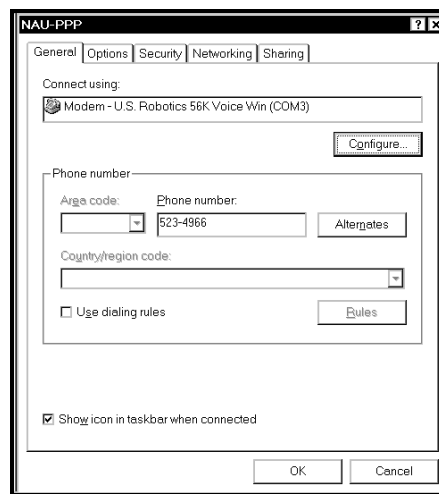 NAU-PPP
General Options Security Networking Sharing
Connect using:
Modem - U.S. Robotics 56K Voice Win (COM3)
Configure...
Phone number
Area code: Phone number:
523-4966 Alternates
Country/region code:
Use dialing rules Rules
Show icon in taskbar when connected
OK Cancel